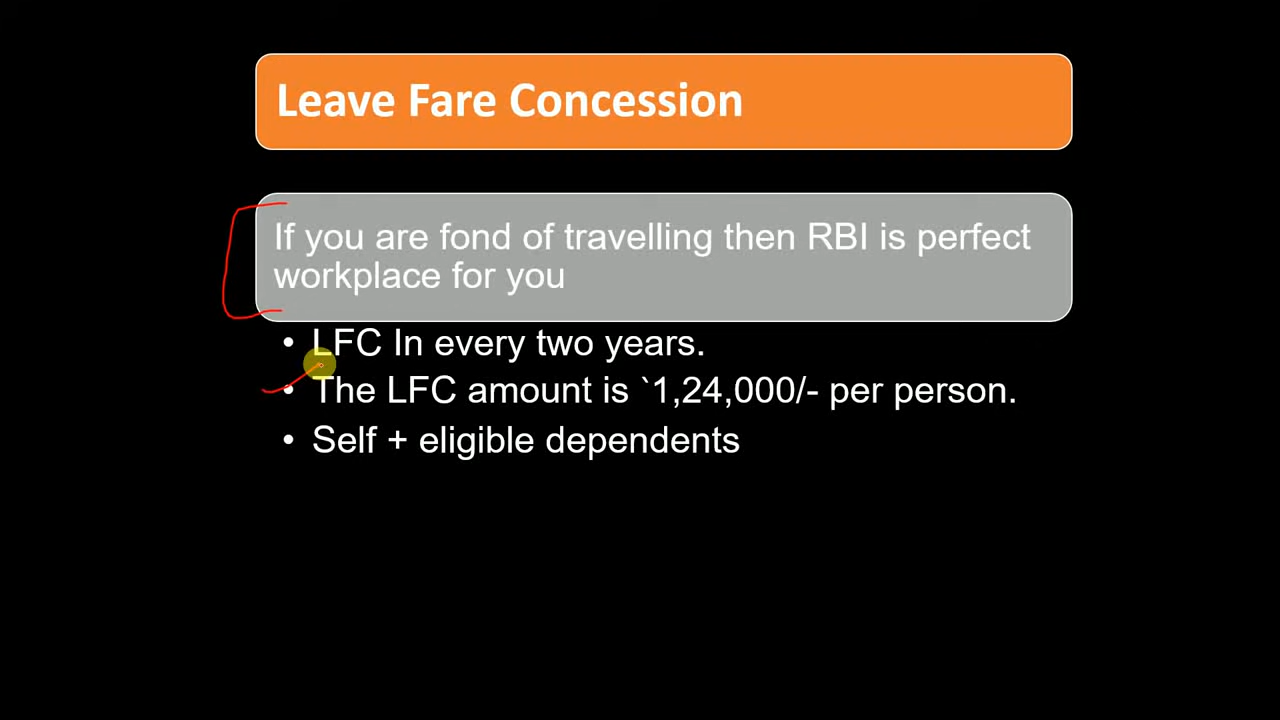 Leave Fare Concession
If you are fond of travelling then RBI is perfect
workplace for you
• LFC In every two years.
• The LFC amount is `1,24,000/- per person.
• Self + eligible dependents